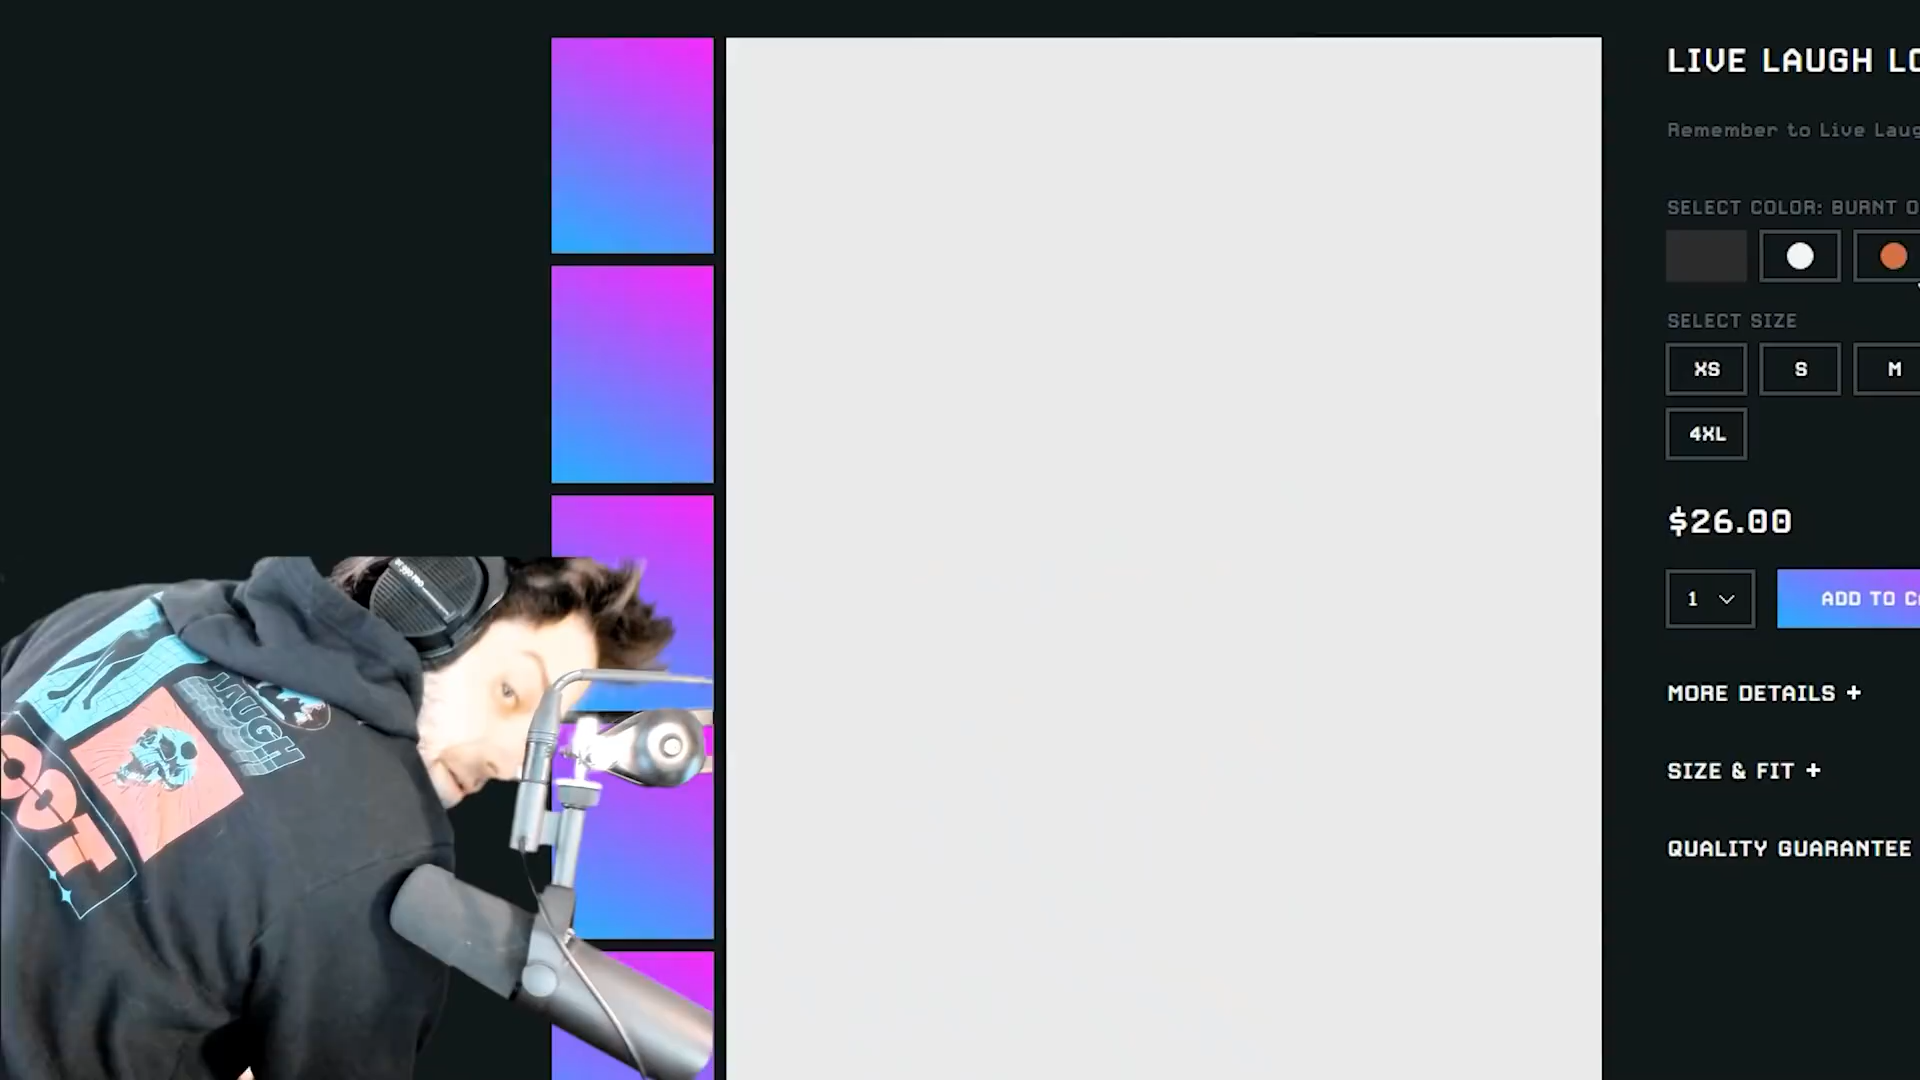 LIVE LAUGH LO
Remember to Live Laug
SELECT COLOR: BURNT O
SELECT SIZE
XS
S
M
4XL
$26.00
1
ADD TO C
MORE DETAILS +
SIZE & FIT +
QUALITY GUARANTEE
LAUGH